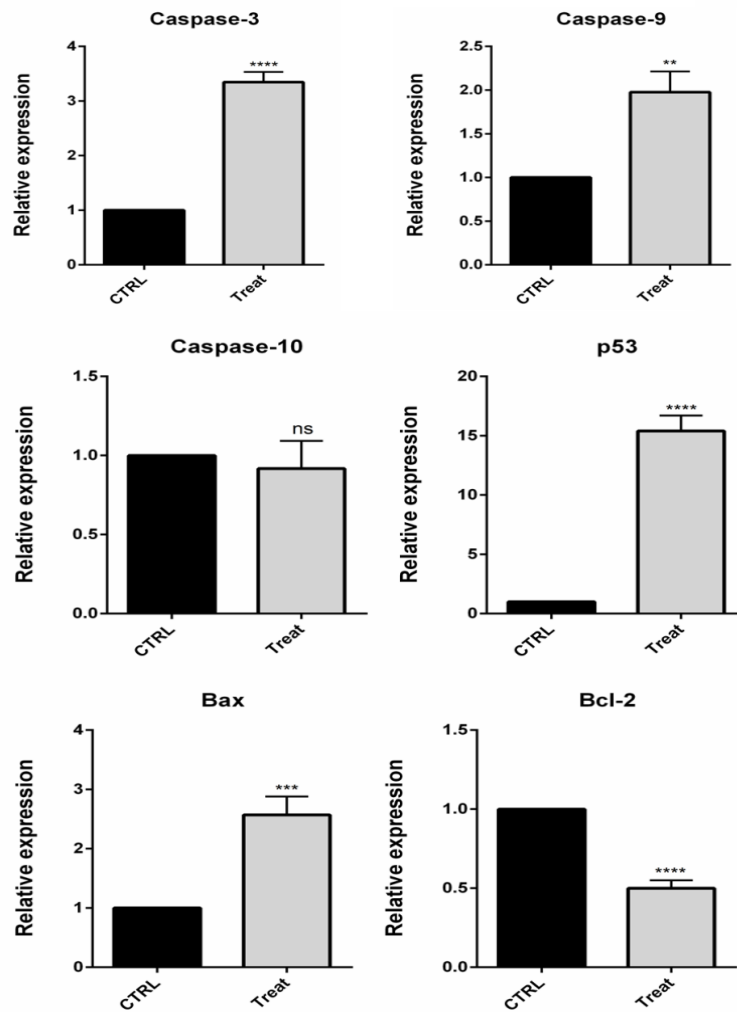 Caspase-3
Relative expression
4
3
2
1
0
****
CTRL
Treat
Caspase-9
Relative expression
2.5
2.0
1.5
1.0
0.5
0.0
**
CTRL
Treat
Caspase-10
Relative expression
1.5
1.0
0.5
0.0
ns
CTRL
Treat
p53
Relative expression
20
15
10
5
0
****
CTRL
Treat
Bax
Relative expression
4
3
2
1
0
***
CTRL
Treat
Bcl-2
Relative expression
1.5
1.0
0.5
0.0
****
CTRL
Treat